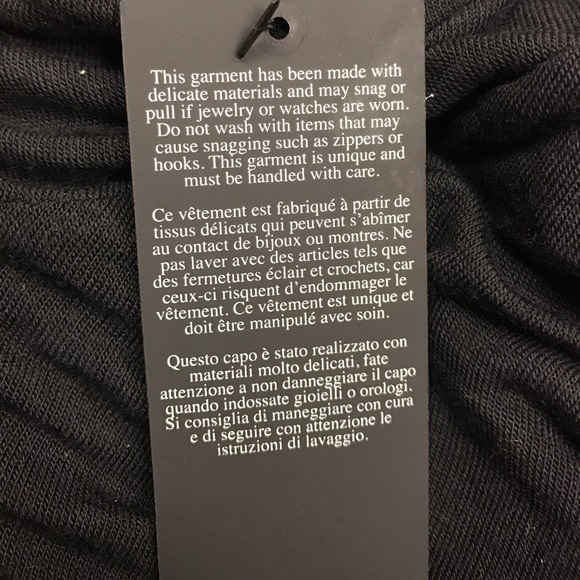 This garment has been made with
delicate materials and may snag or
pull if jewelry or watches are worn.
Do not wash with items that may
cause snagging such as zippers or
hooks. This garment is unique and
must be handled with care.
Ce vêtement est fabriqué à partir de
tissus délicats qui peuvent s'abîmer
au contact de bijoux ou montres. Ne
pas laver avec des articles tels que
des fermetures éclair et crochets, car
ceux-ci risquent d'endommager le
vêtement. Ce vêtement est unique et
doit être manipulé avec soin.
Questo capo è stato realizzato con
materiali molto delicati, fate
attenzione a non danneggiare il capo
quando indossate gioielli o orologi.
Si consiglia di maneggiare con cura
e di seguire con attenzione le
istruzioni di lavaggio.